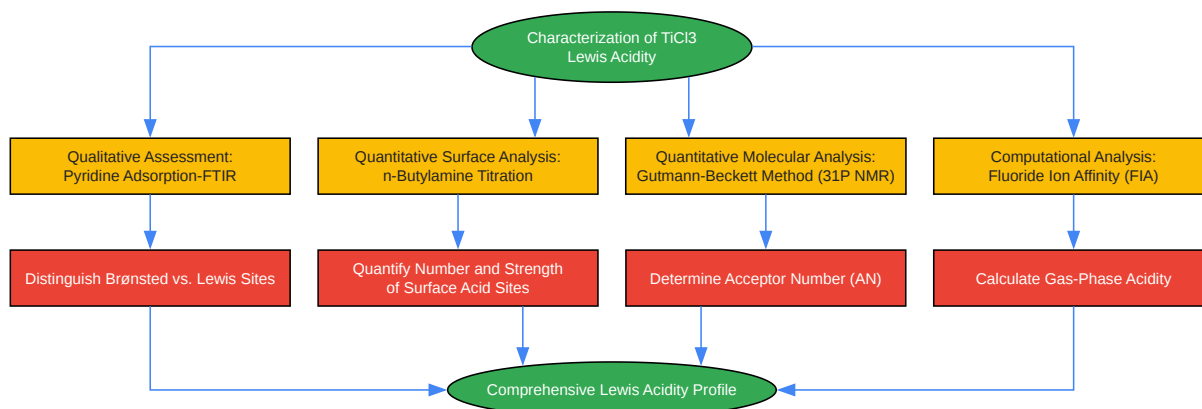 Characterization of TiCl3
Lewis Acidity
Qualitative Assessment:
Pyridine Adsorption-FTIR
Quantitative Surface Analysis:
n-Butylamine Titration
Quantitative Molecular Analysis:
Gutmann-Beckett Method (31P NMR)
Computational Analysis:
Fluoride Ion Affinity (FIA)
Distinguish Brønsted vs. Lewis Sites
Quantify Number and Strength
of Surface Acid Sites
Determine Acceptor Number (AN)
Calculate Gas-Phase Acidity
Comprehensive Lewis Acidity Profile